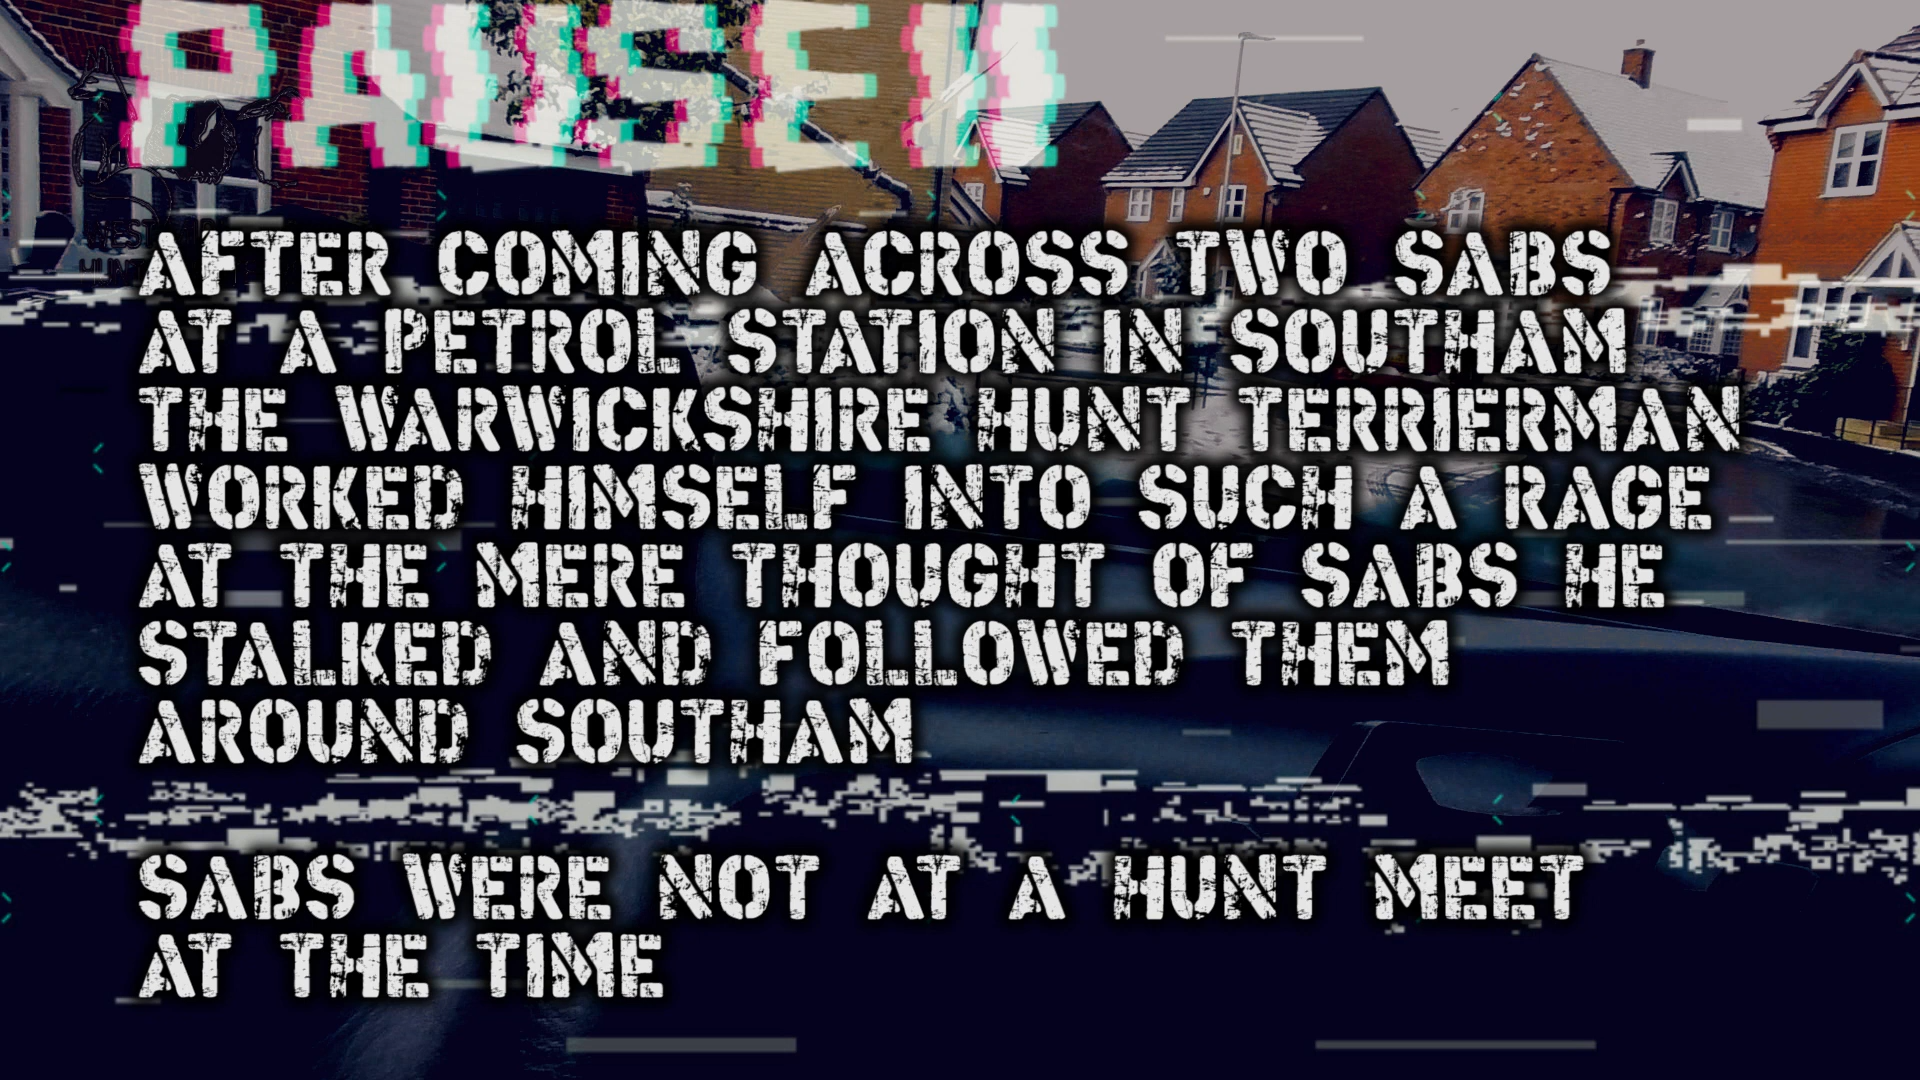 PAUSE
AFTER COMING ACROSS TWO SABS
AT A PETROL STATION IN SOUTHAM
THE WARWICKSHIRE HUNT TERRIERMAN
WORKED HIMSELF INTO SUCH A RAGE
AT THE MERE THOUGHT OF SABS HE
STALKED AND FOLLOWED THEM
AROUND SOUTHAM
SABS WERE NOT AT A HUNT MEET
AT THE TIME